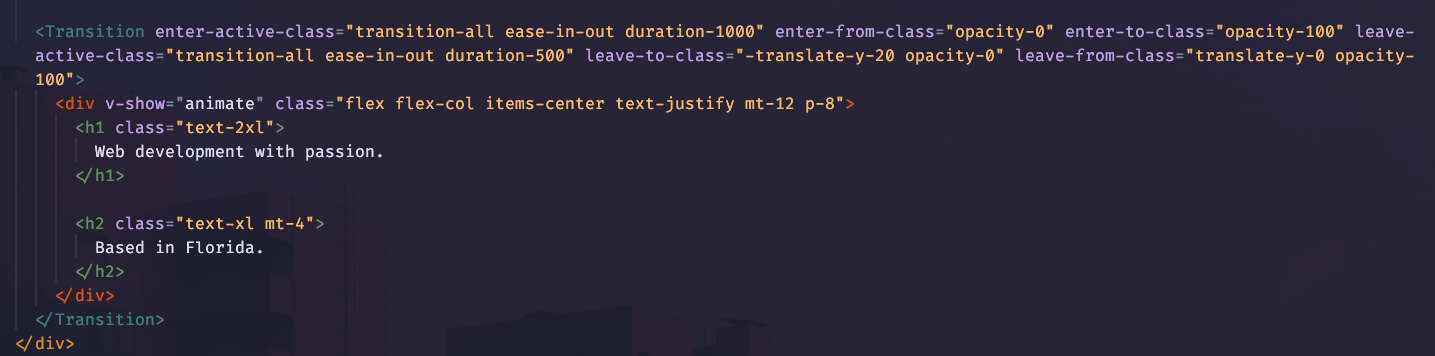 <Transition enter-active-class="transition-all ease-in-out duration-1000" enter-from-class="opacity-0" enter-to-class="opacity-100" leave-
active-class="transition-all ease-in-out duration-500" leave-to-class="-translate-y-20 opacity-0" leave-from-class="translate-y-0 opacity-
100">
<div v-show="animate" class="flex flex-col items-center text-justify mt-12 p-8">
<h1 class="text-2xl">
Web development with passion.
</h1>
<h2 class="text-xl mt-4">
Based in Florida.
</h2>
</div>
</Transition>
</div>